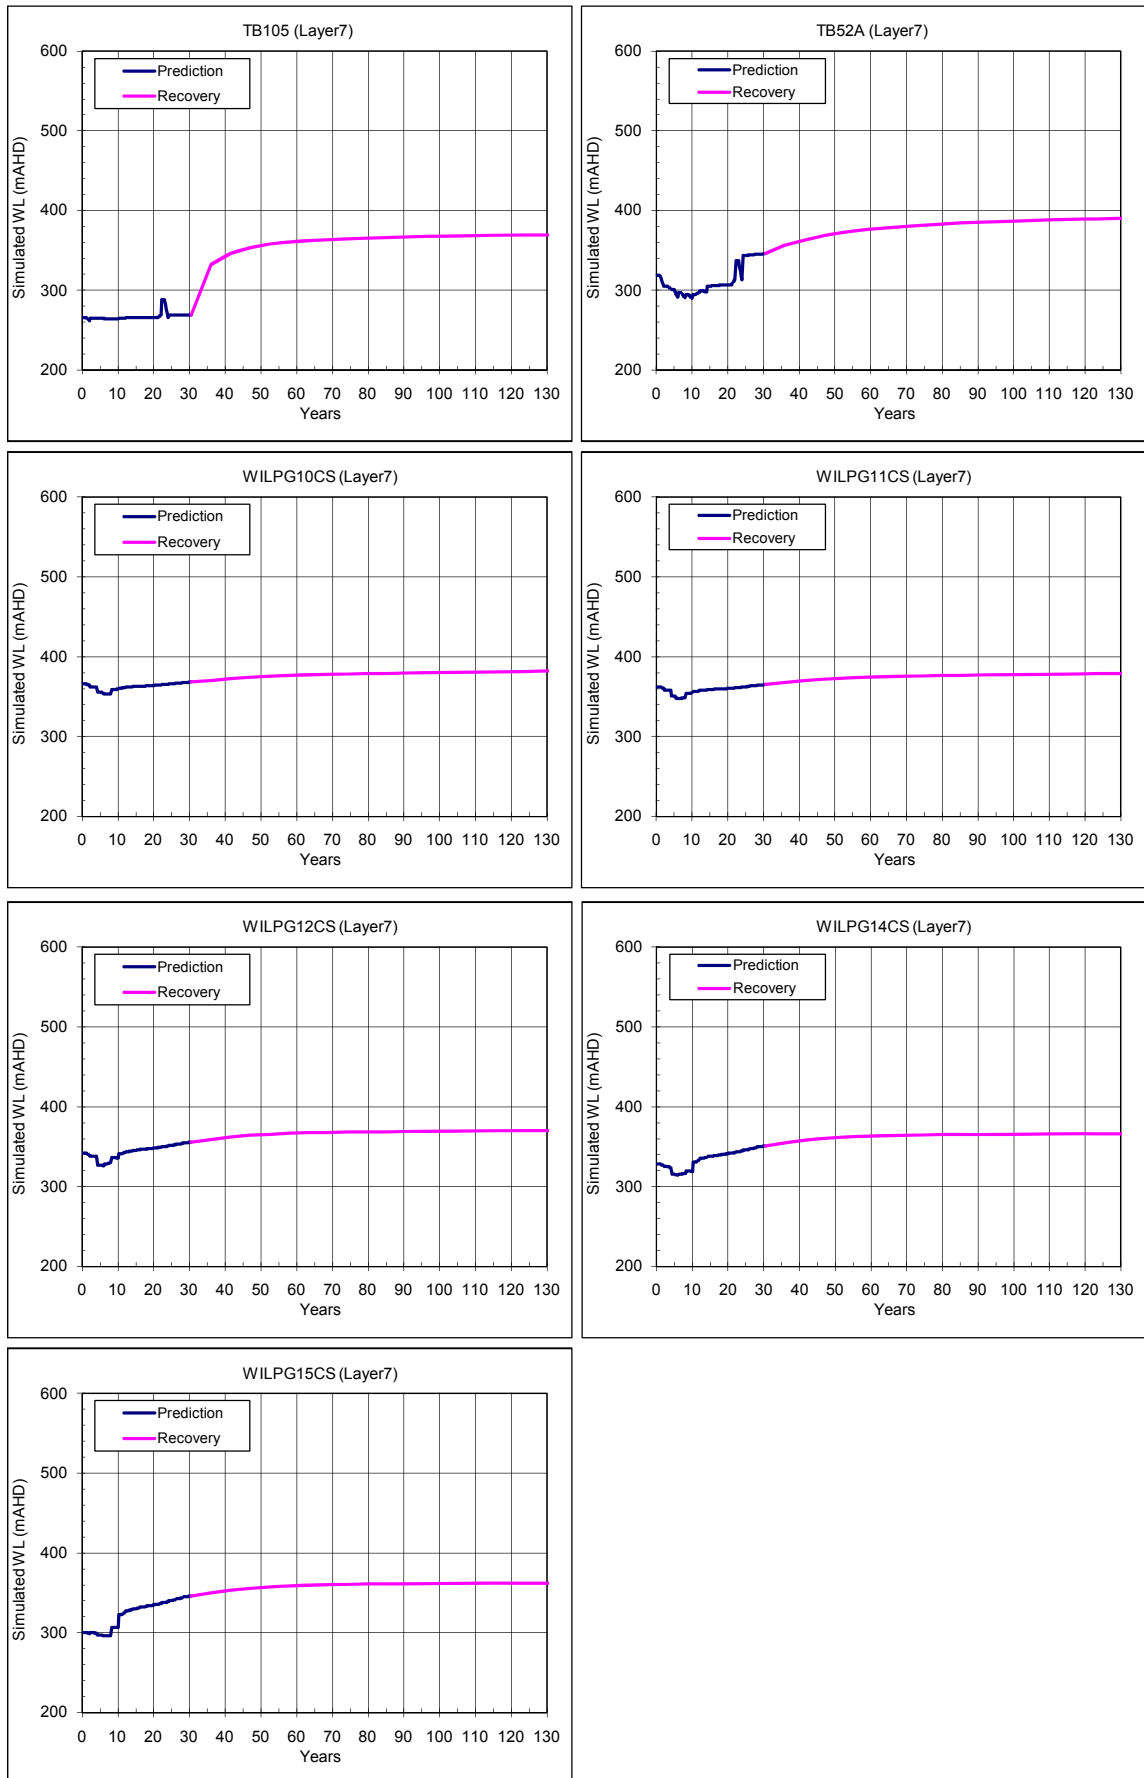 TB105 (Layer7)
600
500
400
300
200
Simulated WL (mAHD)
Prediction
Recovery
0 10 20 30 40 50 60 70 80 90 100 110 120 130
Years
TB52A (Layer7)
600
500
400
300
200
Simulated WL (mAHD)
Prediction
Recovery
0 10 20 30 40 50 60 70 80 90 100 110 120 130
Years
WILPG10CS (Layer7)
600
500
400
300
200
Simulated WL (mAHD)
Prediction
Recovery
0 10 20 30 40 50 60 70 80 90 100 110 120 130
Years
WILPG11CS (Layer7)
600
500
400
300
200
Simulated WL (mAHD)
Prediction
Recovery
0 10 20 30 40 50 60 70 80 90 100 110 120 130
Years
WILPG12CS (Layer7)
600
500
400
300
200
Simulated WL (mAHD)
Prediction
Recovery
0 10 20 30 40 50 60 70 80 90 100 110 120 130
Years
WILPG14CS (Layer7)
600
500
400
300
200
Simulated WL (mAHD)
Prediction
Recovery
0 10 20 30 40 50 60 70 80 90 100 110 120 130
Years
WILPG15CS (Layer7)
600
500
400
300
200
Simulated WL (mAHD)
Prediction
Recovery
0 10 20 30 40 50 60 70 80 90 100 110 120 130
Years